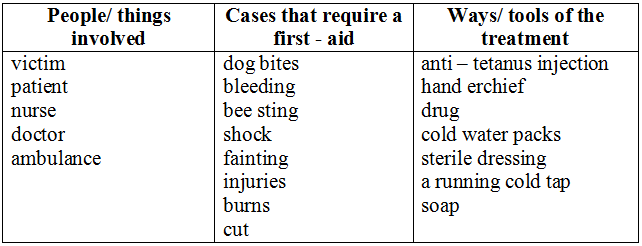 People/ things involved
Cases that require a first - aid
Ways/ tools of the treatment
victim
patient
nurse
doctor
ambulance
dog bites
bleeding
bee sting
shock
fainting
injuries
burns
cut
anti – tetanus injection
hand erchief
drug
cold water packs
sterile dressing
a running cold tap
soap